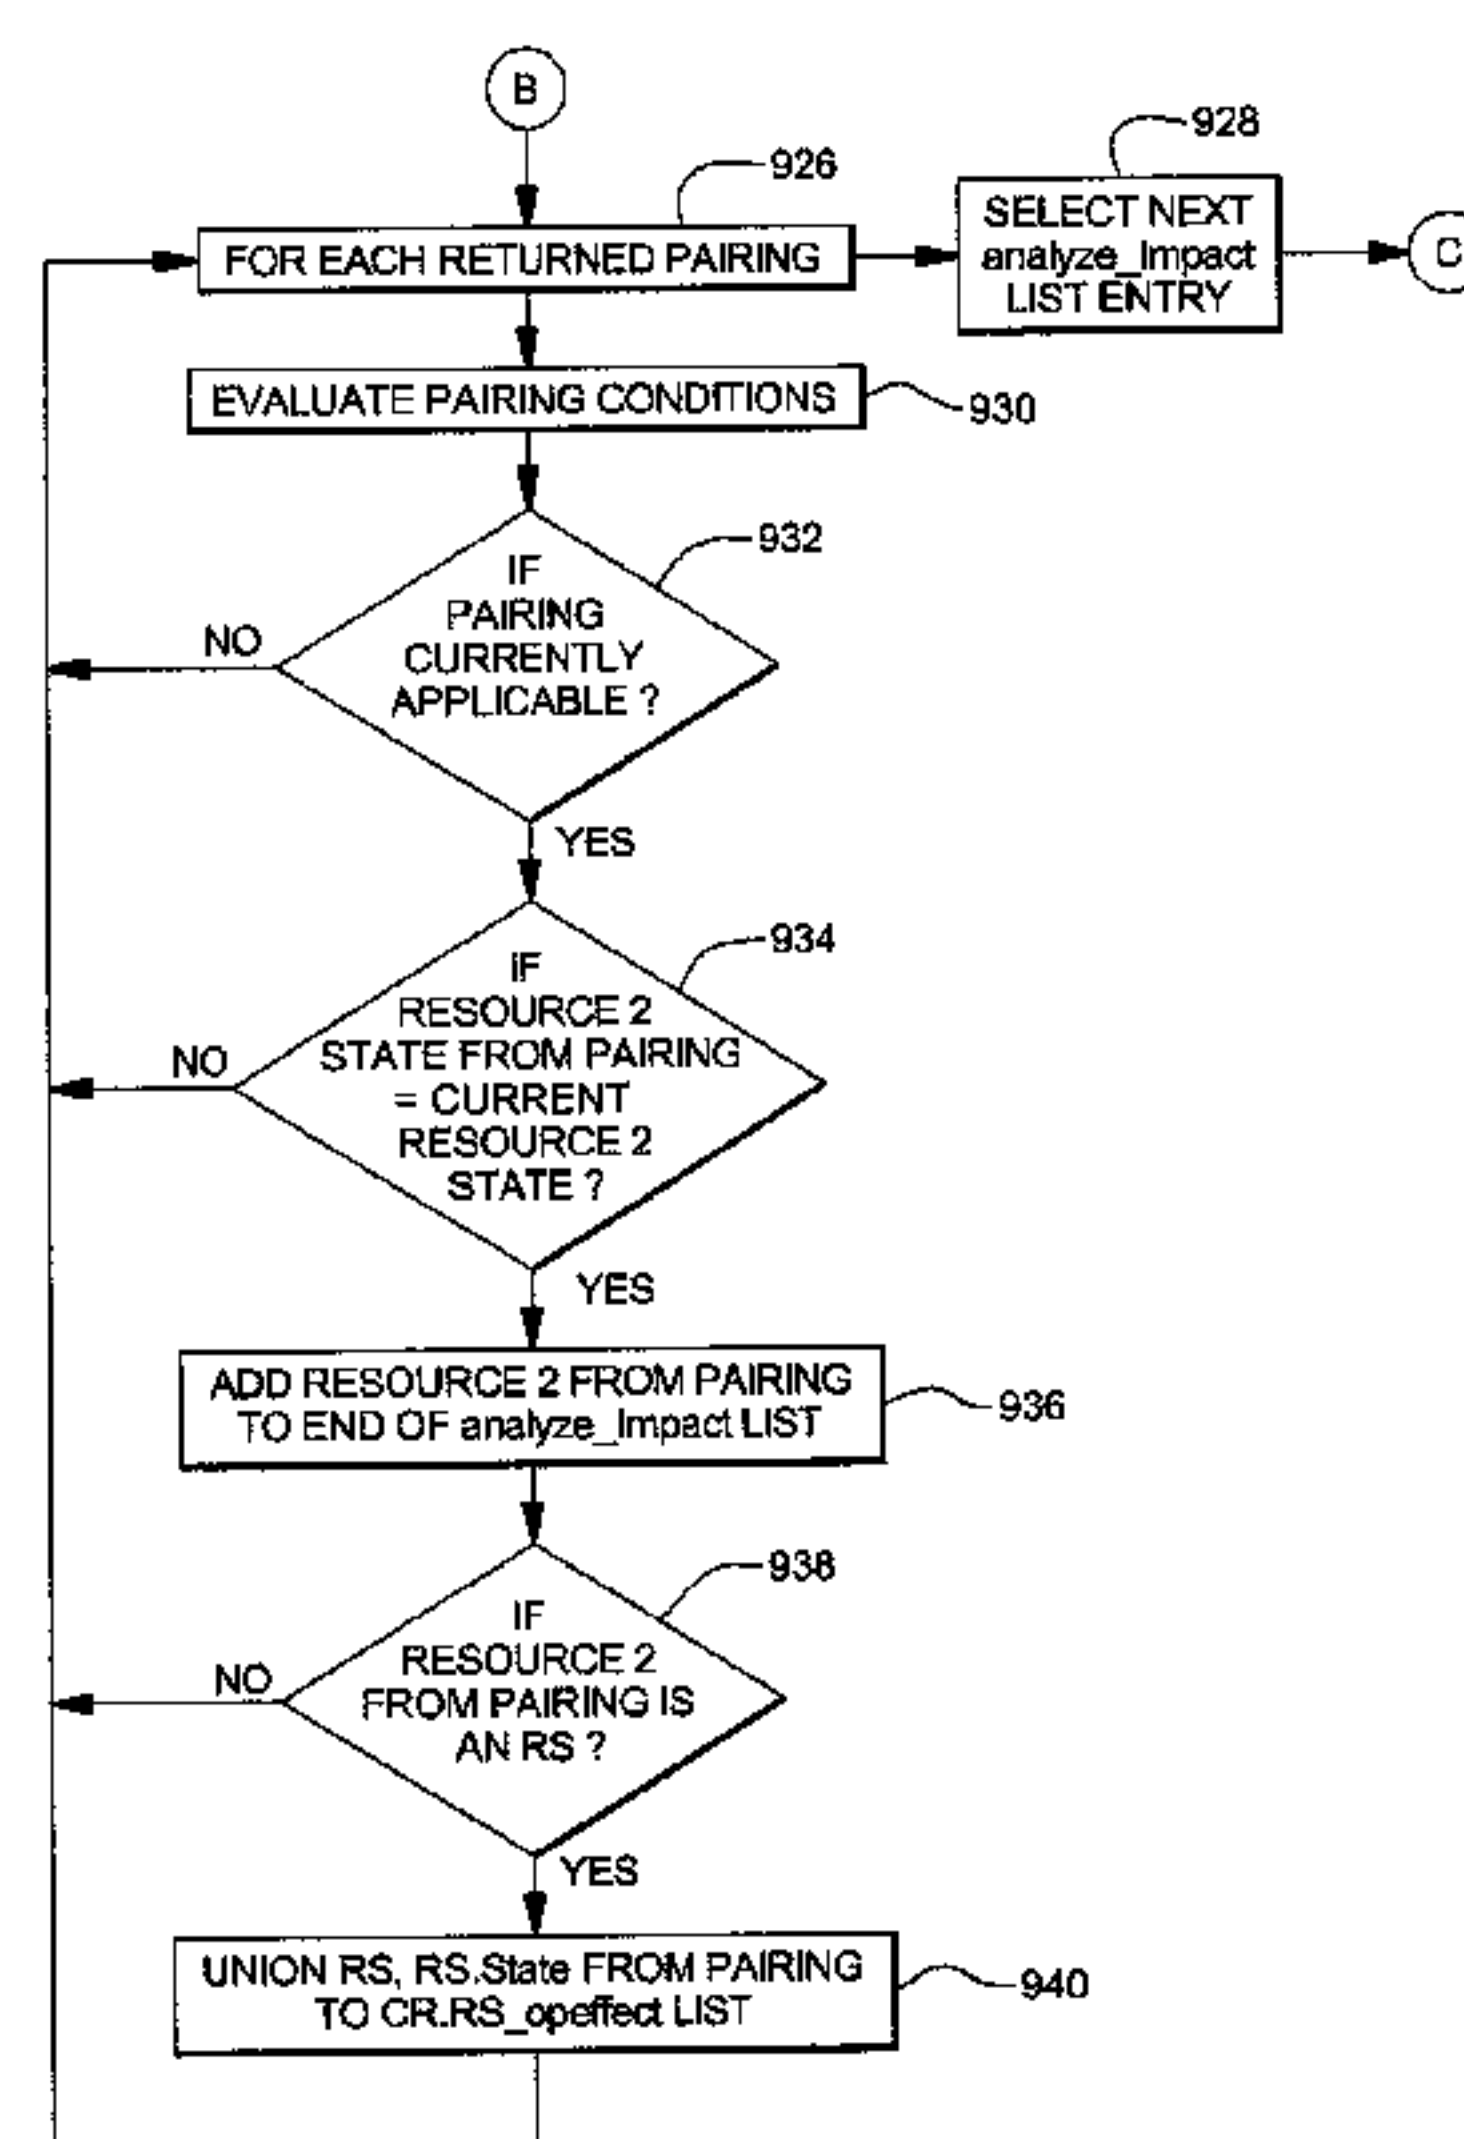 B
926
928
FOR EACH RETURNED PAIRING
SELECT NEXT
analyze_Impact
LIST ENTRY
C
EVALUATE PAIRING CONDITIONS
930
932
IF
PAIRING
CURRENTLY
APPLICABLE ?
NO
YES
934
IF
RESOURCE 2
STATE FROM PAIRING
= CURRENT
RESOURCE 2
STATE ?
NO
YES
ADD RESOURCE 2 FROM PAIRING
TO END OF analyze_Impact LIST
936
938
IF
RESOURCE 2
FROM PAIRING IS
AN RS ?
NO
YES
UNION RS, RS.State FROM PAIRING
TO CR.RS_opeffect LIST
940